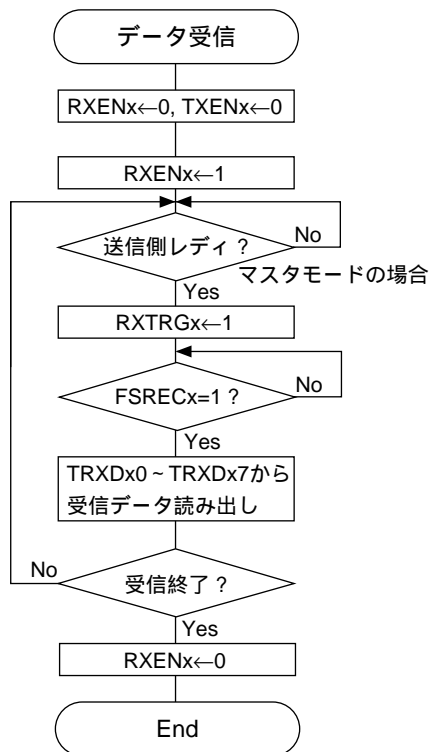 データ受信
RXENx←0, TXENx←0
RXENx←1
送信側レディ ?
No
マスタモードの場合
Yes
RXTRGx←1
FSRECx=1 ?
No
Yes
TRXDx0 ~ TRXDx7から
受信データ読み出し
No
受信終了 ?
Yes
RXENx←0
End